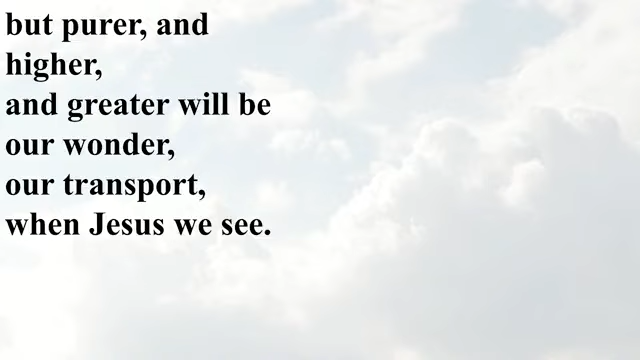 but purer, and
higher,
and greater will be
our wonder,
our transport,
when Jesus we see.